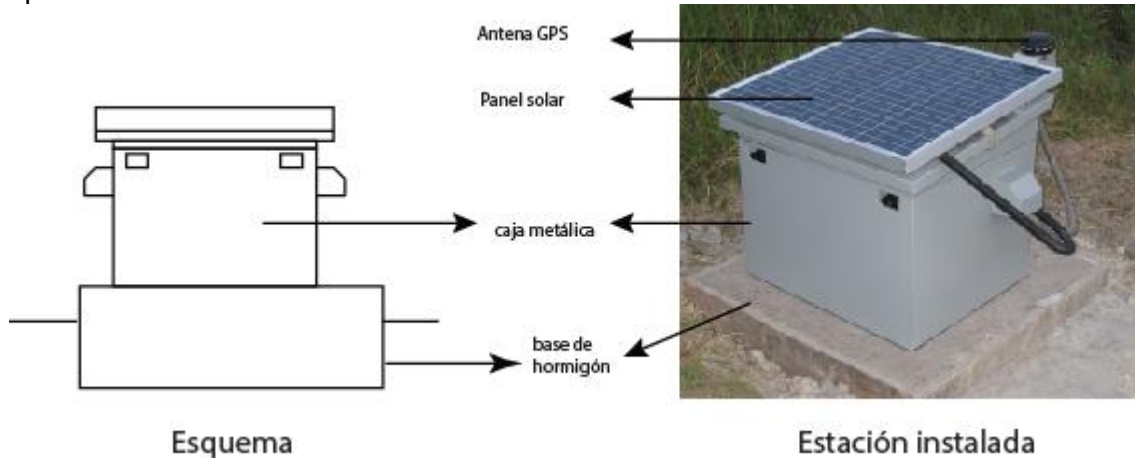 Antena GPS
Panel solar
caja metálica
base de
hormigón
Esquema
Estación instalada